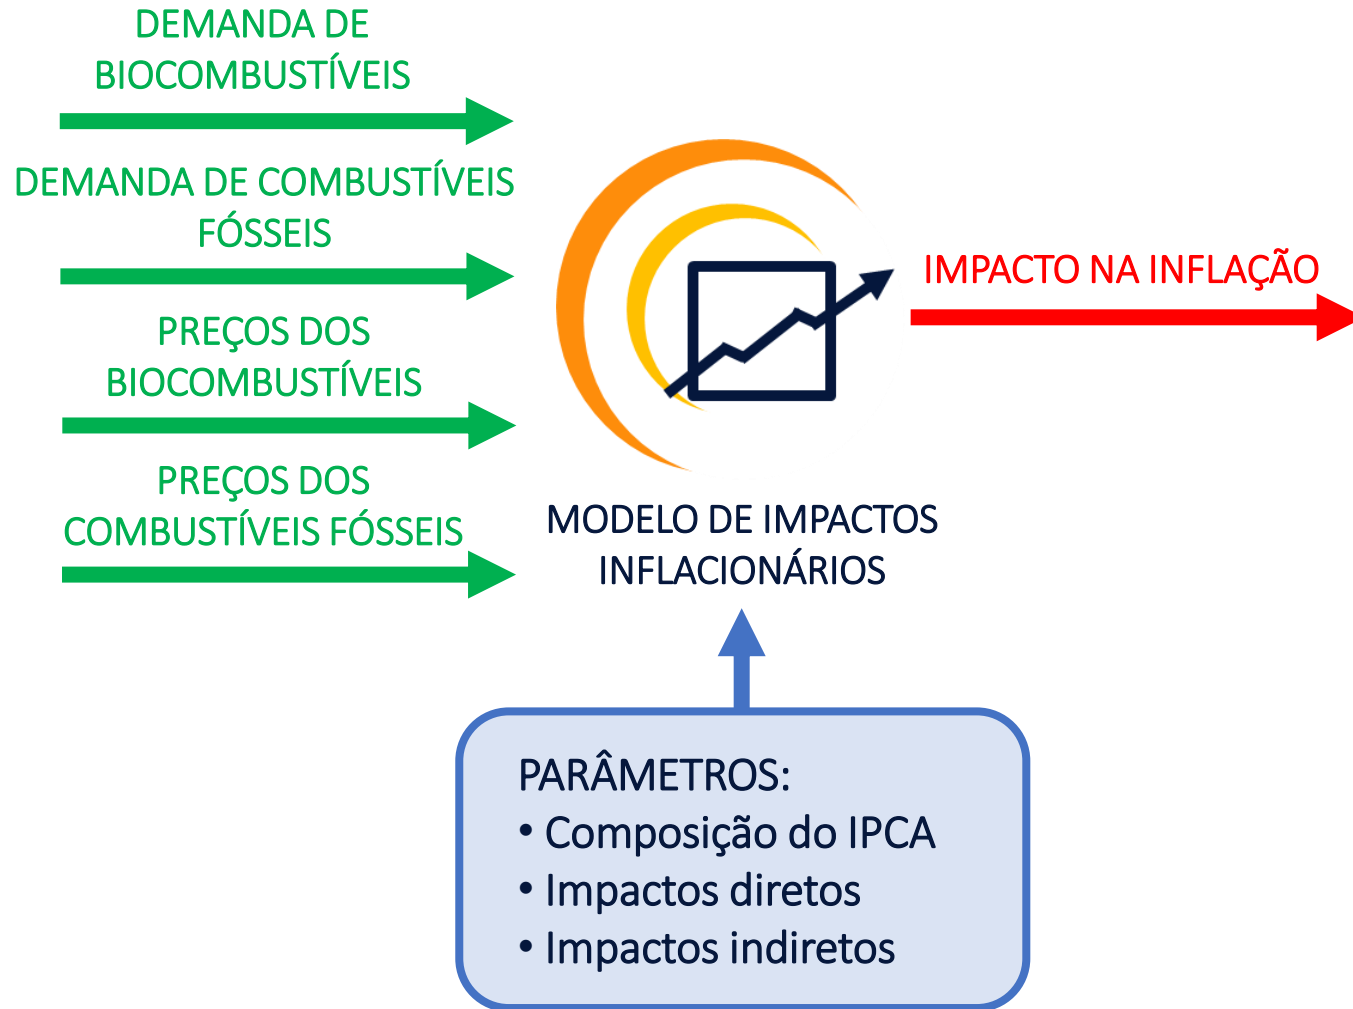 DEMANDA DE
BIOCOMBUSTÍVEIS
DEMANDA DE COMBUSTÍVEIS
FÓSSEIS
PREÇOS DOS
BIOCOMBUSTÍVEIS
PREÇOS DOS
COMBUSTÍVEIS FÓSSEIS
MODELO DE IMPACTOS
INFLACIONÁRIOS
IMPACTO NA INFLAÇÃO
PARÂMETROS:
• Composição do IPCA
• Impactos diretos
• Impactos indiretos